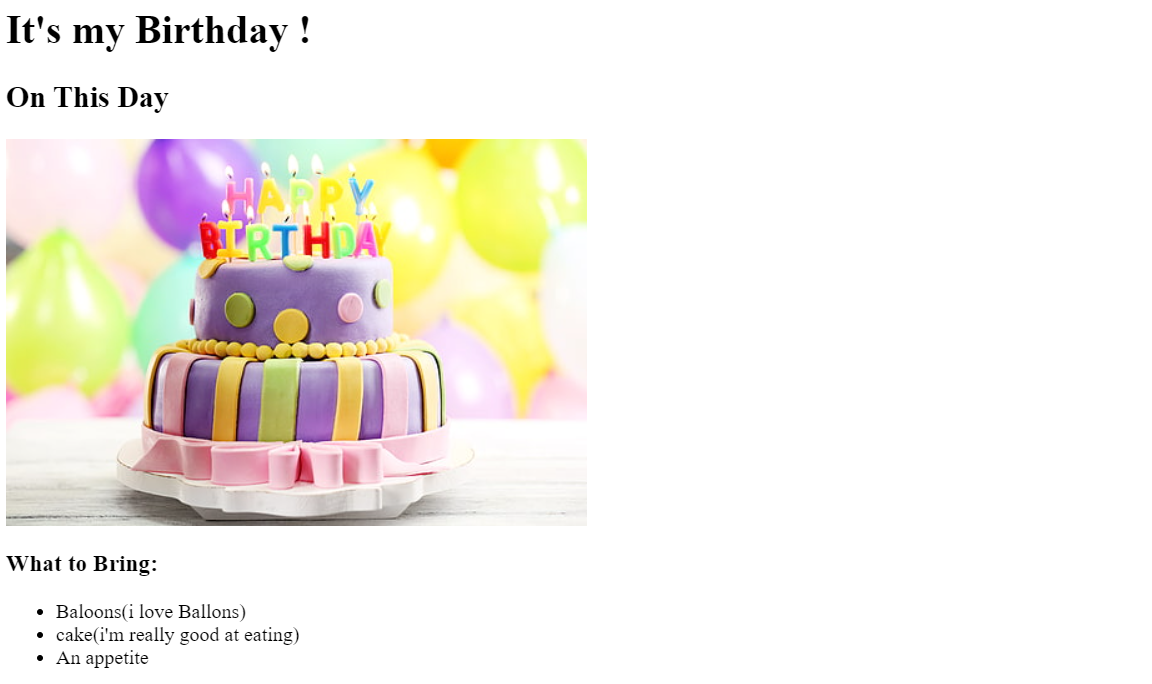 It's my Birthday !
On This Day
HAPPY
BIRTHDAY
What to Bring:
Baloons(i love Ballons)
cake(i'm really good at eating)
An appetite